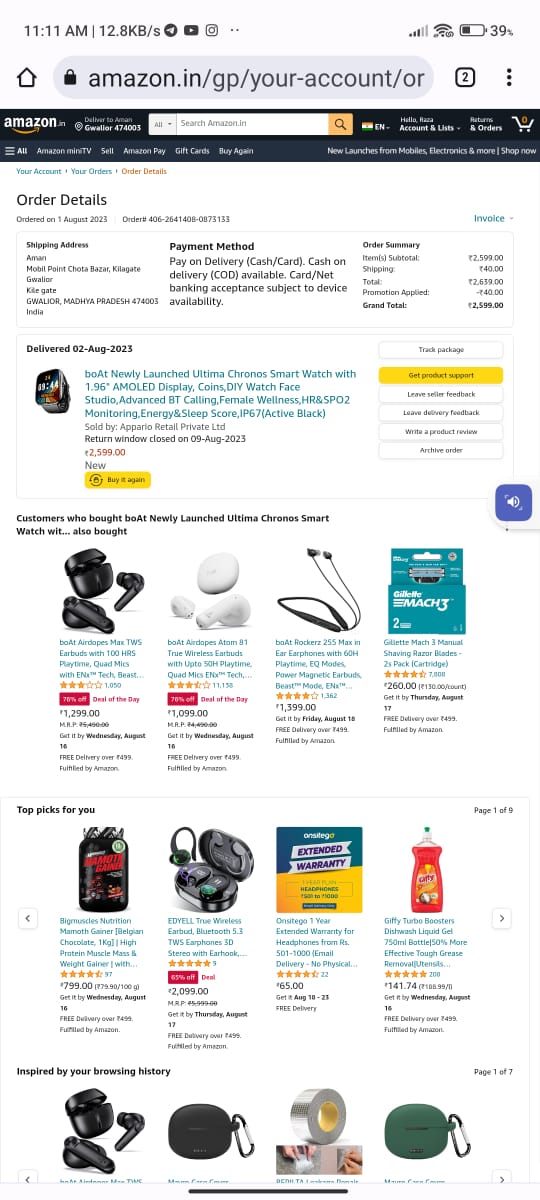 11:11 AM | 12.8KB/s
39%
amazon.in/gp/your-account/or
2
amazon.in
Deliver to Aman
Gwalior 474003
All
Search Amazon.in
EN
Hello, Raza
Account & Lists
Returns
& Orders
0
All Amazon miniTV Sell Amazon Pay Gift Cards Buy Again
New Launches from Mobiles, Electronics & more | Shop now
Your Account › Your Orders › Order Details
Order Details
Ordered on 1 August 2023 | Order# 406-2641408-0873133
Invoice
Shipping Address
Aman
Mobil Point Chota Bazar, Kilagate
Gwalior
Kile gate
GWALIOR, MADHYA PRADESH 474003
India
Payment Method
Pay on Delivery (Cash/Card). Cash on
delivery (COD) available. Card/Net
banking acceptance subject to device
availability.
Order Summary
Item(s) Subtotal: ₹2,599.00
Shipping: ₹40.00
Total: ₹2,639.00
Promotion Applied: -₹40.00
Grand Total: ₹2,599.00
Delivered 02-Aug-2023
boAt Newly Launched Ultima Chronos Smart Watch with
1.96" AMOLED Display, Coins,DIY Watch Face
Studio,Advanced BT Calling,Female Wellness,HR&SPO2
Monitoring,Energy&Sleep Score,IP67(Active Black)
Sold by: Appario Retail Private Ltd
Return window closed on 09-Aug-2023
₹2,599.00
New
Buy it again
Track package
Get product support
Leave seller feedback
Leave delivery feedback
Write a product review
Archive order
Customers who bought boAt Newly Launched Ultima Chronos Smart
Watch wit... also bought
boAt Airdopes Max TWS
Earbuds with 100 HRS
Playtime, Quad Mics
with ENx™ Tech, Beast...
1,050
76% off Deal of the Day
₹1,299.00
M.R.P. ₹5,490.00
Get it by Wednesday, August
16
FREE Delivery over ₹499.
Fulfilled by Amazon.
boAt Airdopes Atom 81
True Wireless Earbuds
with Upto 50H Playtime,
Quad Mics ENx™ Tech,...
11,138
76% off Deal of the Day
₹1,099.00
M.R.P. ₹4,490.00
Get it by Wednesday, August
16
FREE Delivery over ₹499.
Fulfilled by Amazon.
boAt Rockerz 255 Max in
Ear Earphones with 60H
Playtime, EQ Modes,
Power Magnetic Earbuds,
Beast™ Mode, ENx™...
1,362
₹1,399.00
Get it by Friday, August 18
FREE Delivery over ₹499.
Fulfilled by Amazon.
Gillette
MACH3
2
Gillette Mach 3 Manual
Shaving Razor Blades -
2s Pack (Cartridge)
7,808
₹260.00 (₹130.00/count)
Get it by Thursday, August
17
FREE Delivery over ₹499.
Fulfilled by Amazon.
Top picks for you
Page 1 of 9
MAMOTH
GAINER
Bigmuscles Nutrition
Mamoth Gainer [Belgian
Chocolate, 1Kg] | High
Protein Muscle Mass &
Weight Gainer | with...
97
₹799.00 (₹79.90/100 g)
Get it by Wednesday, August
16
FREE Delivery over ₹499.
Fulfilled by Amazon.
EDYELL True Wireless
Earbud, Bluetooth 5.3
TWS Earphones 3D
Stereo with Earhook,...
9
65% off Deal
₹2,099.00
M.R.P. ₹5,999.00
Get it by Thursday, August
17
FREE Delivery over ₹499.
Fulfilled by Amazon.
onsitego
EXTENDED
WARRANTY
1 YEAR PLAN
HEADPHONES
₹501 to ₹1000
Onsitego 1 Year
Extended Warranty for
Headphones from Rs.
501-1000 (Email
Delivery - No Physical...
22
₹65.00
Get it Aug 18 - 23
FREE Delivery
Giffy
Giffy Turbo Boosters
Dishwash Liquid Gel
750ml Bottle|50% More
Effective Tough Grease
Removal|Utensils...
208
₹141.74 (₹188.99/l)
Get it by Wednesday, August
16
FREE Delivery over ₹499.
Fulfilled by Amazon.
Inspired by your browsing history
Page 1 of 7
boAt Airdopes Max TWS